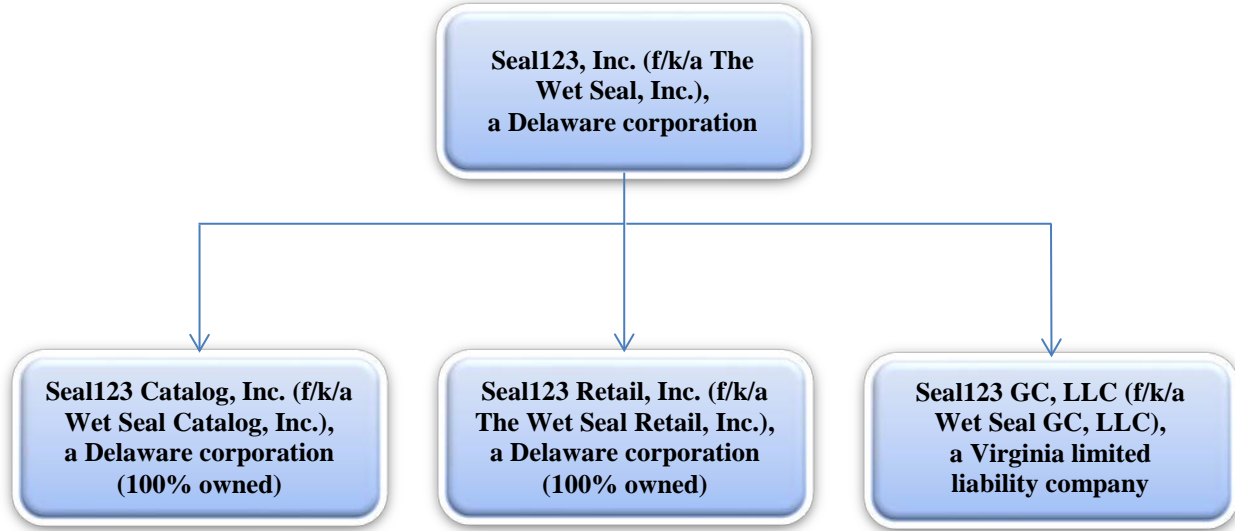 Seal123, Inc. (f/k/a The
Wet Seal, Inc.),
a Delaware corporation
Seal123 Catalog, Inc. (f/k/a
Wet Seal Catalog, Inc.),
a Delaware corporation
(100% owned)
Seal123 Retail, Inc. (f/k/a
The Wet Seal Retail, Inc.),
a Delaware corporation
(100% owned)
Seal123 GC, LLC (f/k/a
Wet Seal GC, LLC),
a Virginia limited
liability company